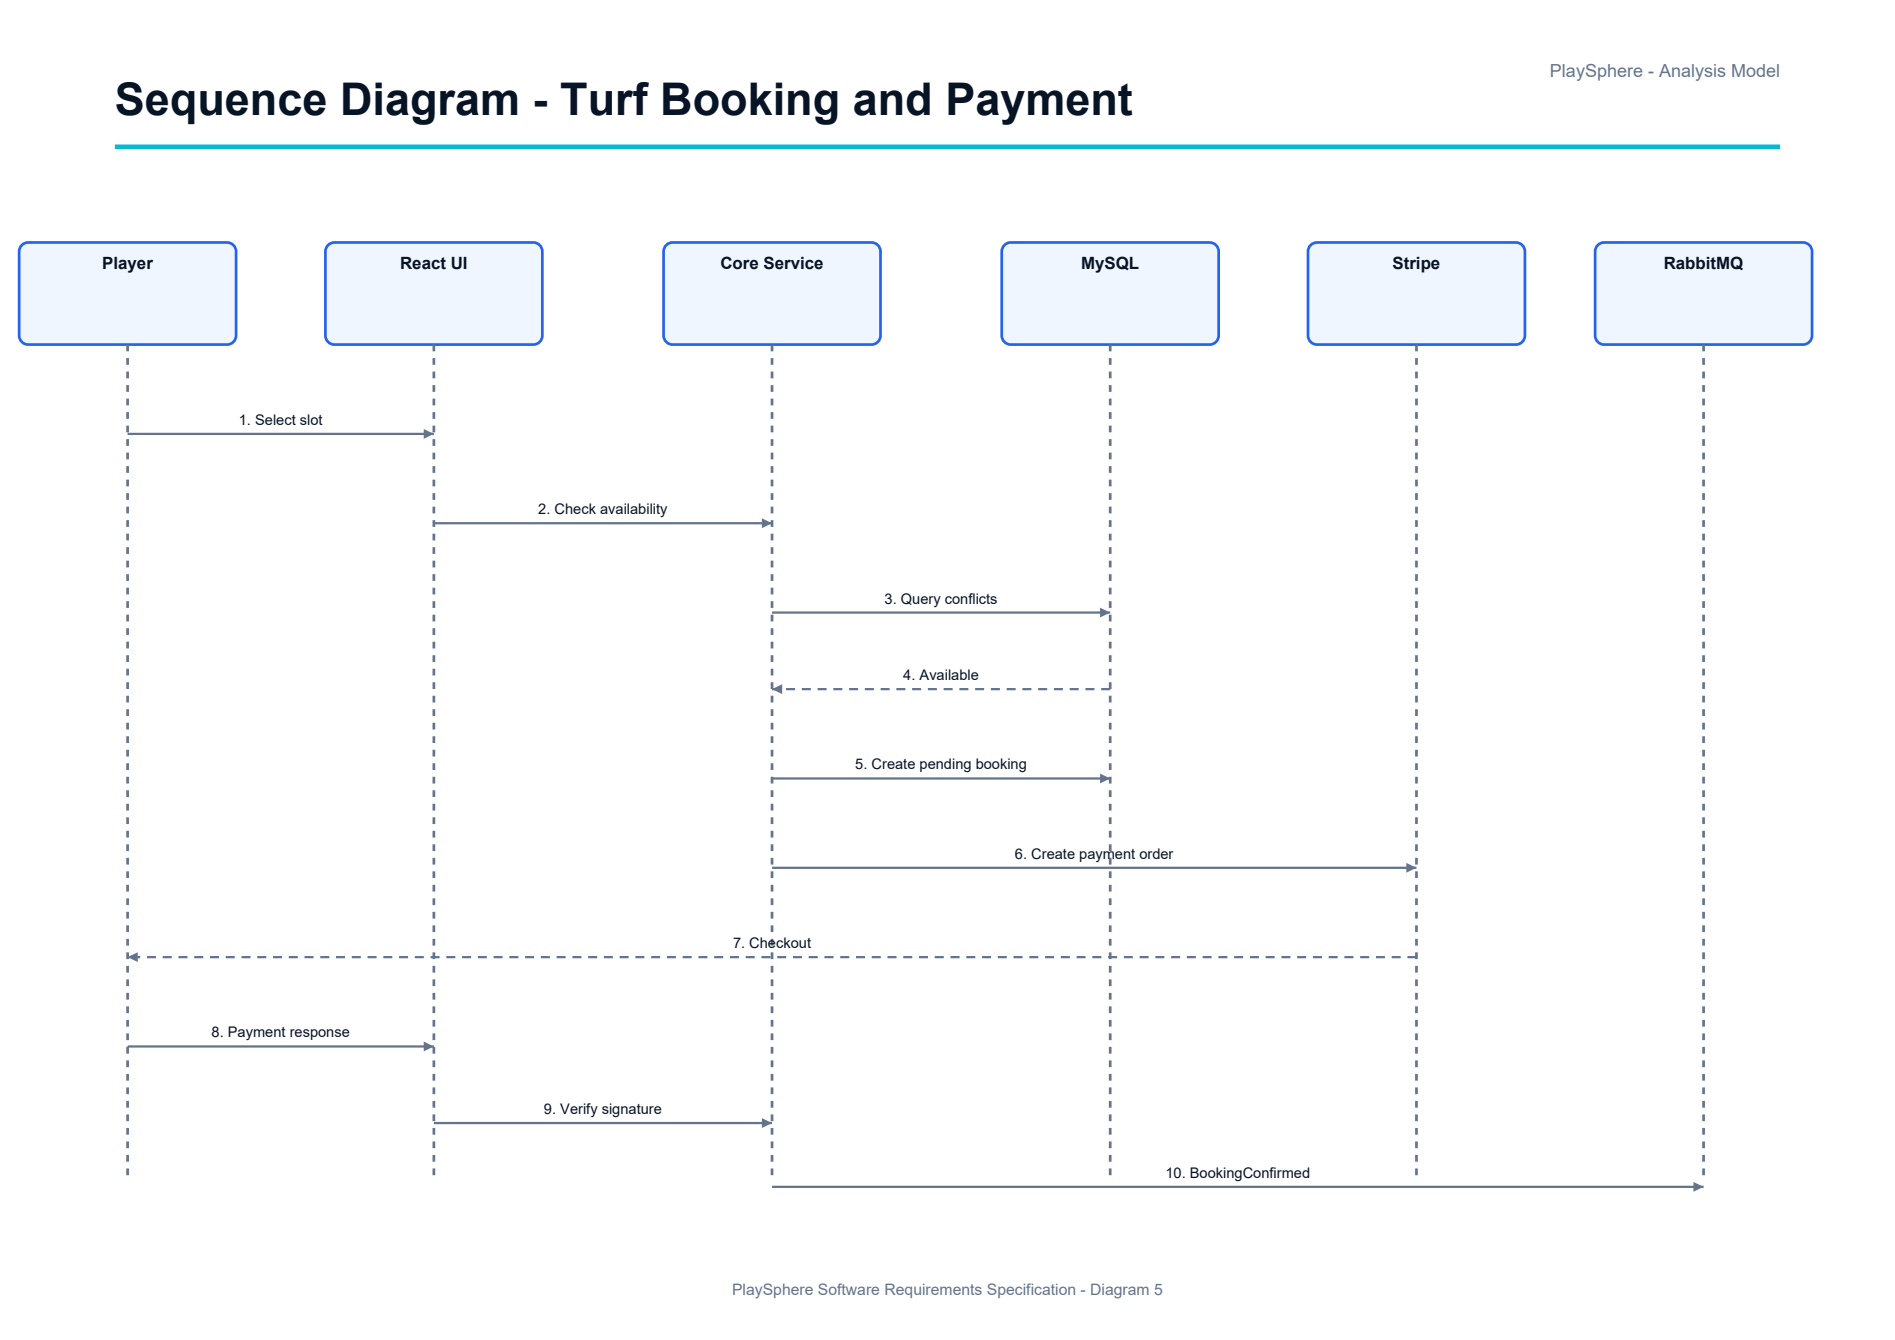 PlaySphere - Analysis Model
Sequence Diagram - Turf Booking and Payment
Player
React UI
Core Service
MySQL
Stripe
RabbitMQ
1. Select slot
2. Check availability
3. Query conflicts
4. Available
5. Create pending booking
6. Create payment order
7. Checkout
8. Payment response
9. Verify signature
10. BookingConfirmed
PlaySphere Software Requirements Specification - Diagram 5